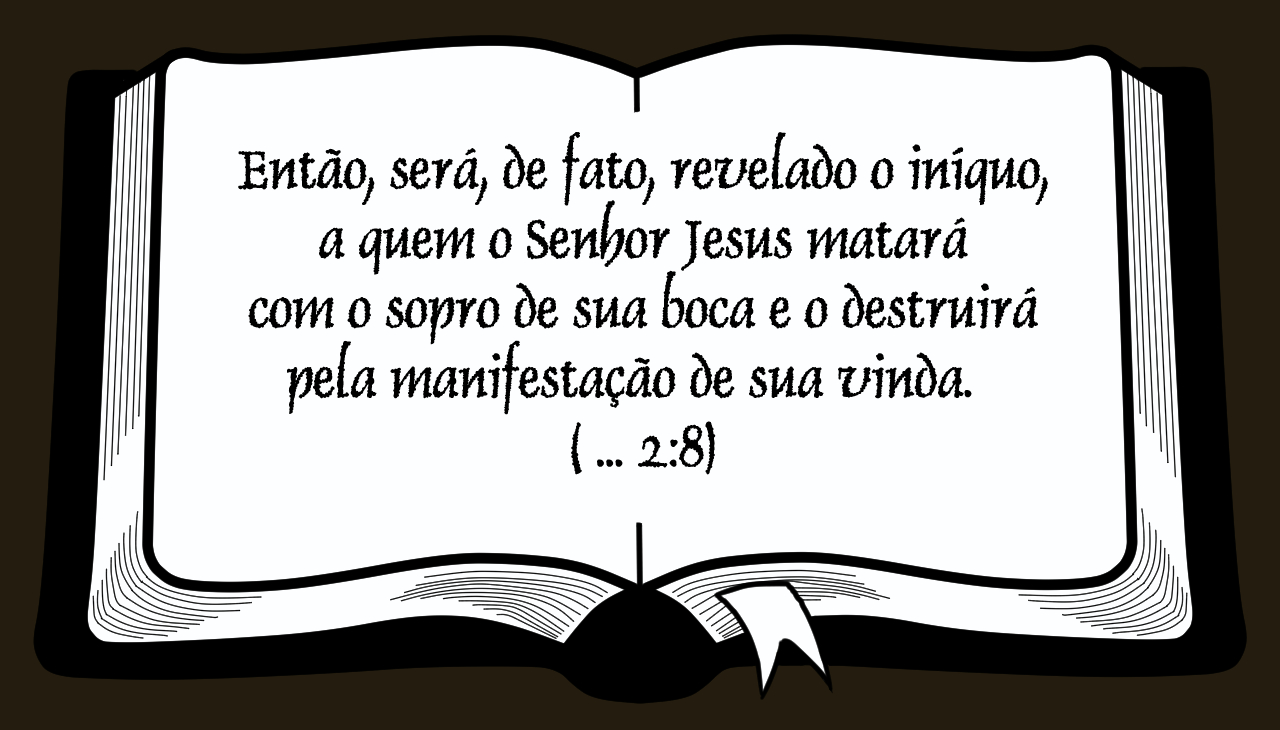 Então, será, de fato, revelado o iníquo,
a quem o Senhor Jesus matará
com o sopro de sua boca e o destruirá
pela manifestação de sua vinda.
( ... 2:8)